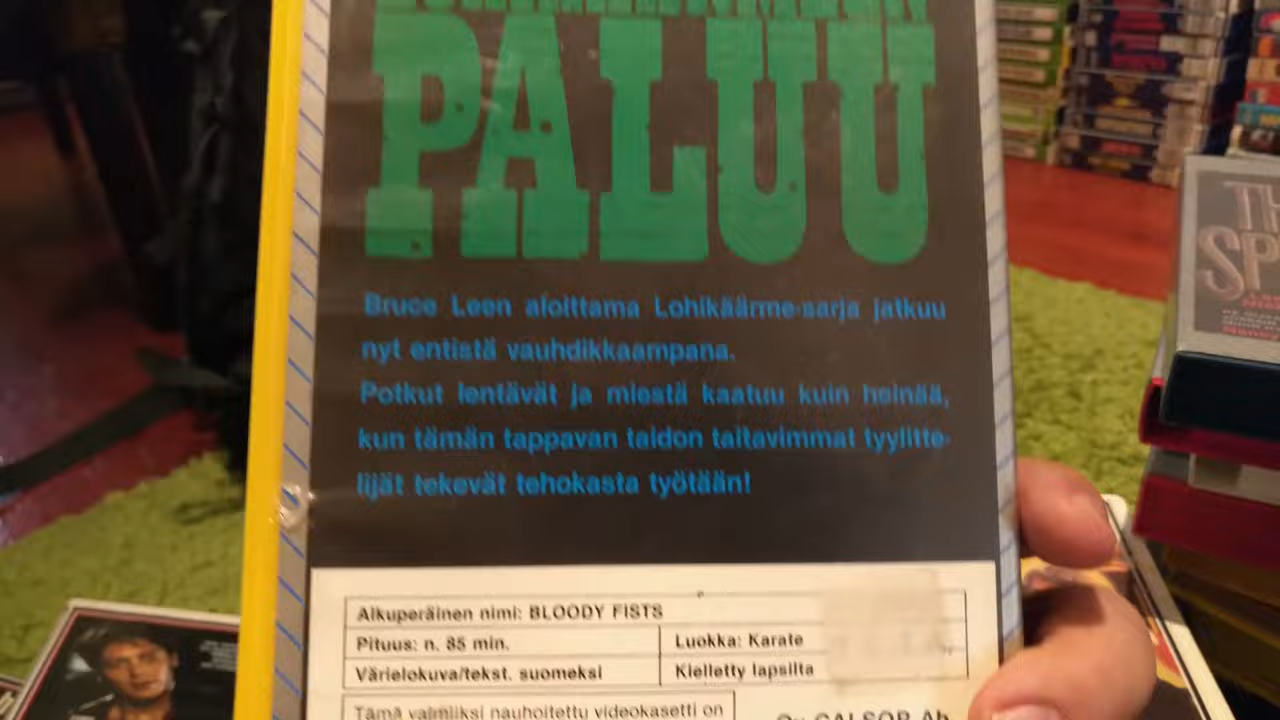 PALUU
Bruce Leen aloittama Lohikäärme-sarja jatkuu
nyt entistä vauhdikkaampana.
Potkut lentävät ja miestä kaatuu kuin heinää,
kun tämän tappavan taidon taitavimmat tyylitte-
lijät tekevät tehokasta työtään!
Alkuperäinen nimi: BLOODY FISTS
Pituus: n. 85 min.
Luokka: Karate
Värielokuva/tekst. suomeksi
Kielletty lapsilta
Tämä valmiiksi nauhoitettu videokasetti on
Oy CALSOR Ab